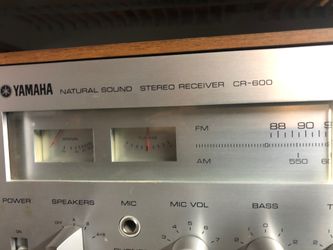 YAMAHA NATURAL SOUND STEREO RECEIVER CR-600
FM 88 90
AM 550
POWER SPEAKERS MIC MIC VOL BASS